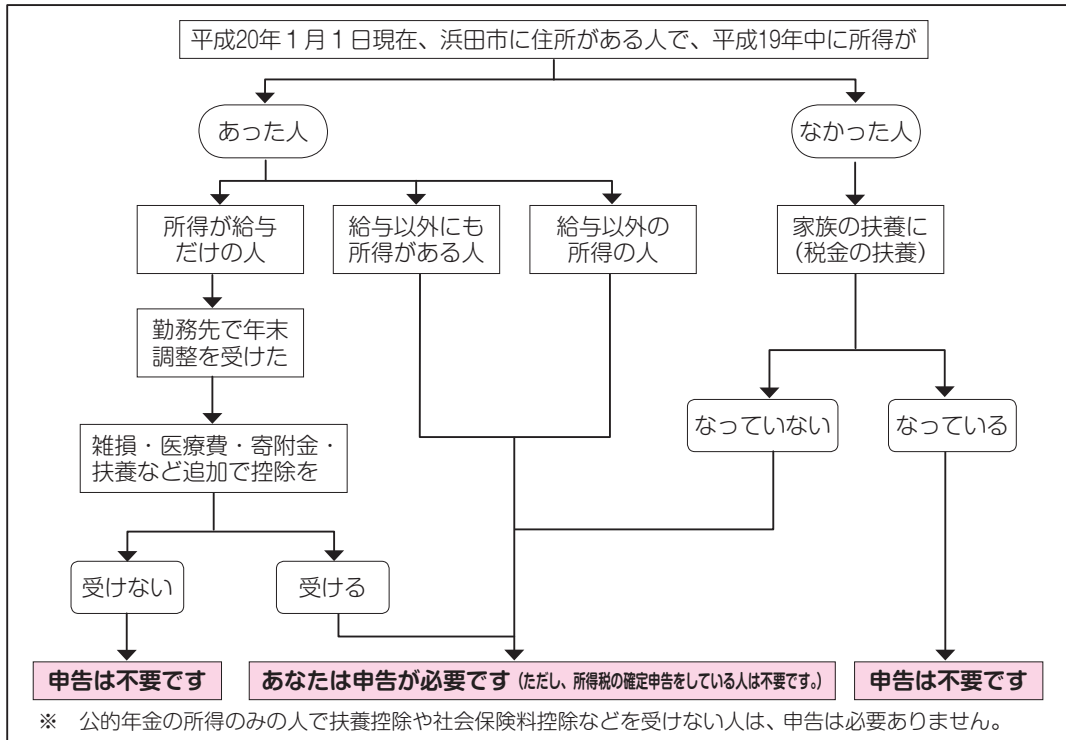 平成20年１月１日現在、浜田市に住所がある人で、平成19年中に所得が
あった人
なかった人
所得が給与
だけの人
給与以外にも
所得がある人
給与以外の
所得の人
家族の扶養に
（税金の扶養）
勤務先で年末
調整を受けた
なっていない
なっている
雑損・医療費・寄附金・
扶養など追加で控除を
受けない
受ける
申告は不要です
あなたは申告が必要です（ただし、所得税の確定申告をしている人は不要です。）
申告は不要です
※　公的年金の所得のみの人で扶養控除や社会保険料控除などを受けない人は、申告は必要ありません。